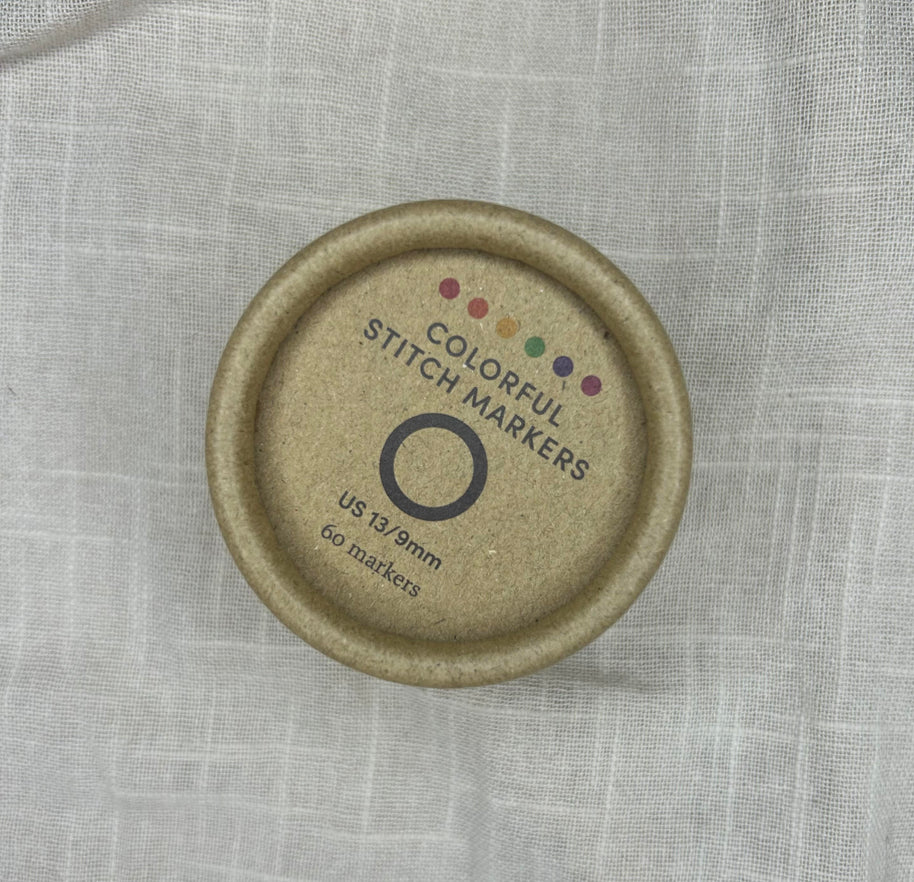 COLORFUL
STITCH MARKERS
US 13/9mm
60 markers